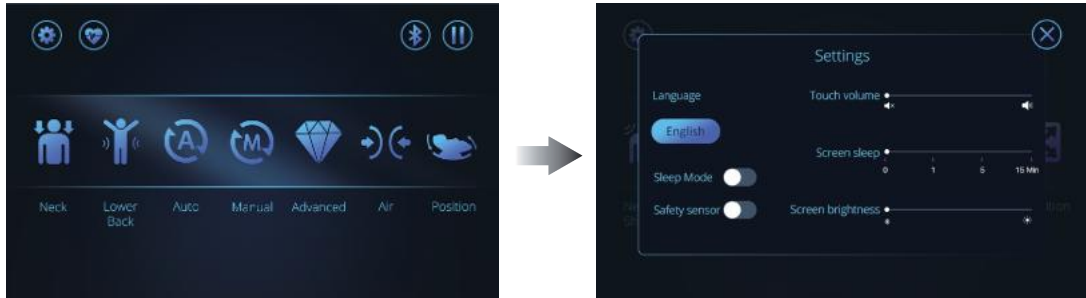 A
M
Neck
Lower
Back
Auto
Manual
Advanced
Air
Position
Settings
Language
English
Sleep Mode
Safety sensor
Touch volume
Screen sleep
0 1 5 15 Min
Screen brightness